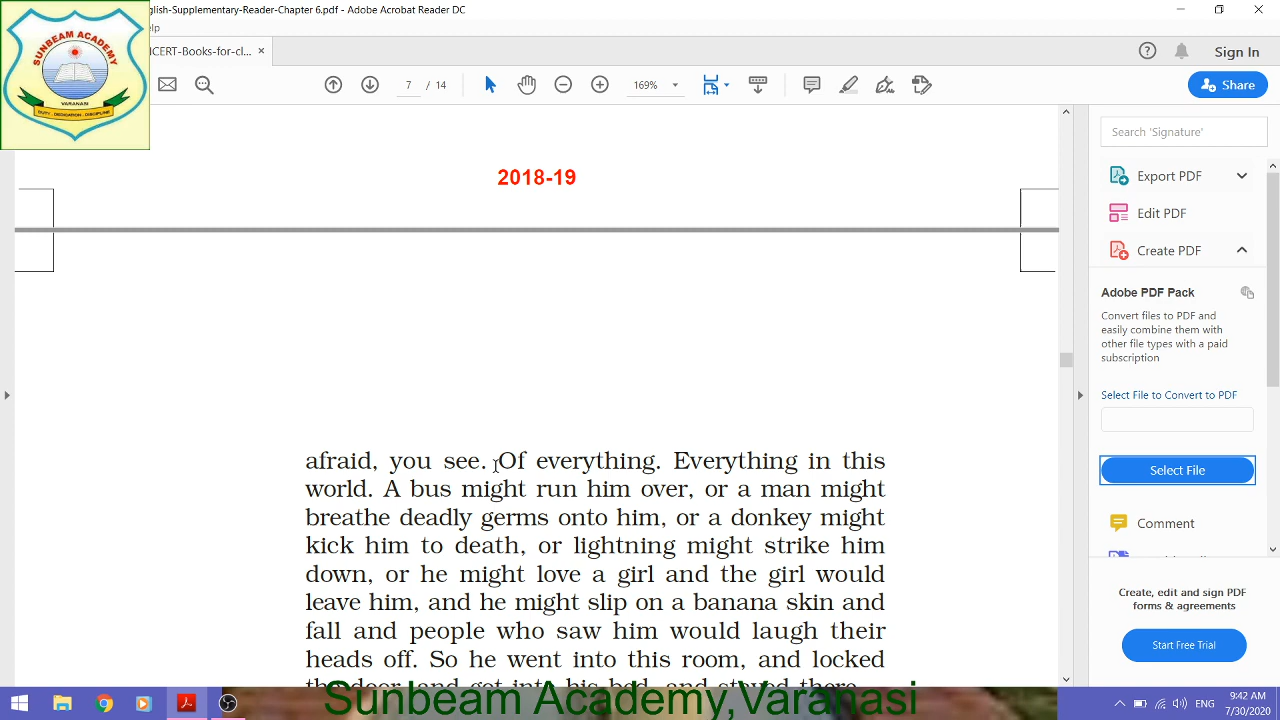 nglish-Supplementary-Reader-Chapter 6.pdf - Adobe Acrobat Reader DC
elp
ICERT-Books-for-cl... ×
Sign In
SUNBEAM ACADEMY
VARANASI
DUTY . DEDICATION . DISCIPLINE
7 / 14
169%
Share
2018-19
Search 'Signature'
Export PDF
Edit PDF
Create PDF
Adobe PDF Pack
Convert files to PDF and
easily combine them with
other file types with a paid
subscription
Select File to Convert to PDF
Select File
Comment
Create, edit and sign PDF
forms & agreements
Start Free Trial
afraid, you see. Of everything. Everything in this
world. A bus might run him over, or a man might
breathe deadly germs onto him, or a donkey might
kick him to death, or lightning might strike him
down, or he might love a girl and the girl would
leave him, and he might slip on a banana skin and
fall and people who saw him would laugh their
heads off. So he went into this room, and locked
the door, and got into his bed, and stayed there.
Sunbeam Academy,Varanasi
ENG
9:42 AM
7/30/2020